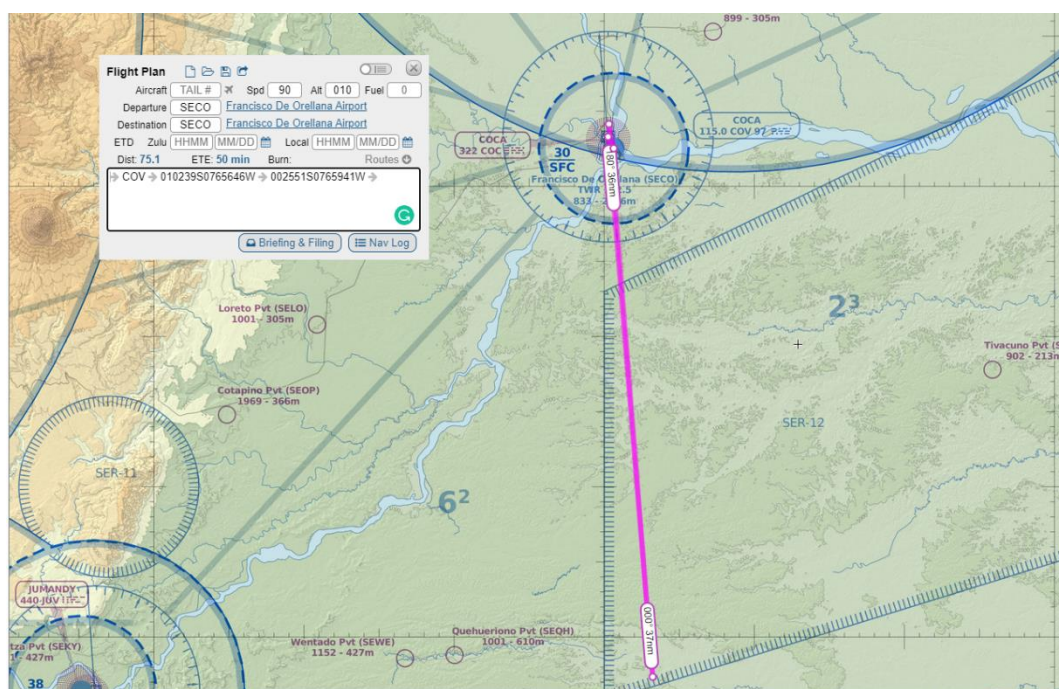 899 - 305m
Flight Plan
Aircraft TAIL # Spd 90 Alt 010 Fuel 0
Departure SECO Francisco De Orellana Airport
Destination SECO Francisco De Orellana Airport
ETD Zulu HHMM MM/DD Local HHMM MM/DD
Dist: 75.1 ETE: 50 min Burn: Routes
COV → 010239S0765646W → 002551S0765941W →
Briefing & Filing Nav Log
COCA
322 COC
COCA
115.0 COV 97
30
SFC
180° 36nm
Francisco De Orellana (SECO)
TWR
833 -
Loreto Pvt (SELO)
1001 - 305m
2³
Tivacuno Pvt
902 - 213m
Cotapino Pvt (SEOP)
1969 - 366m
SER-12
SER-11
6²
JUMANDY
440 JUV
000° 37nm
Wentado Pvt (SEWE)
1152 - 427m
Quehueriono Pvt (SEQH)
1001 - 610m
Pvt (SEKY)
- 427m
38